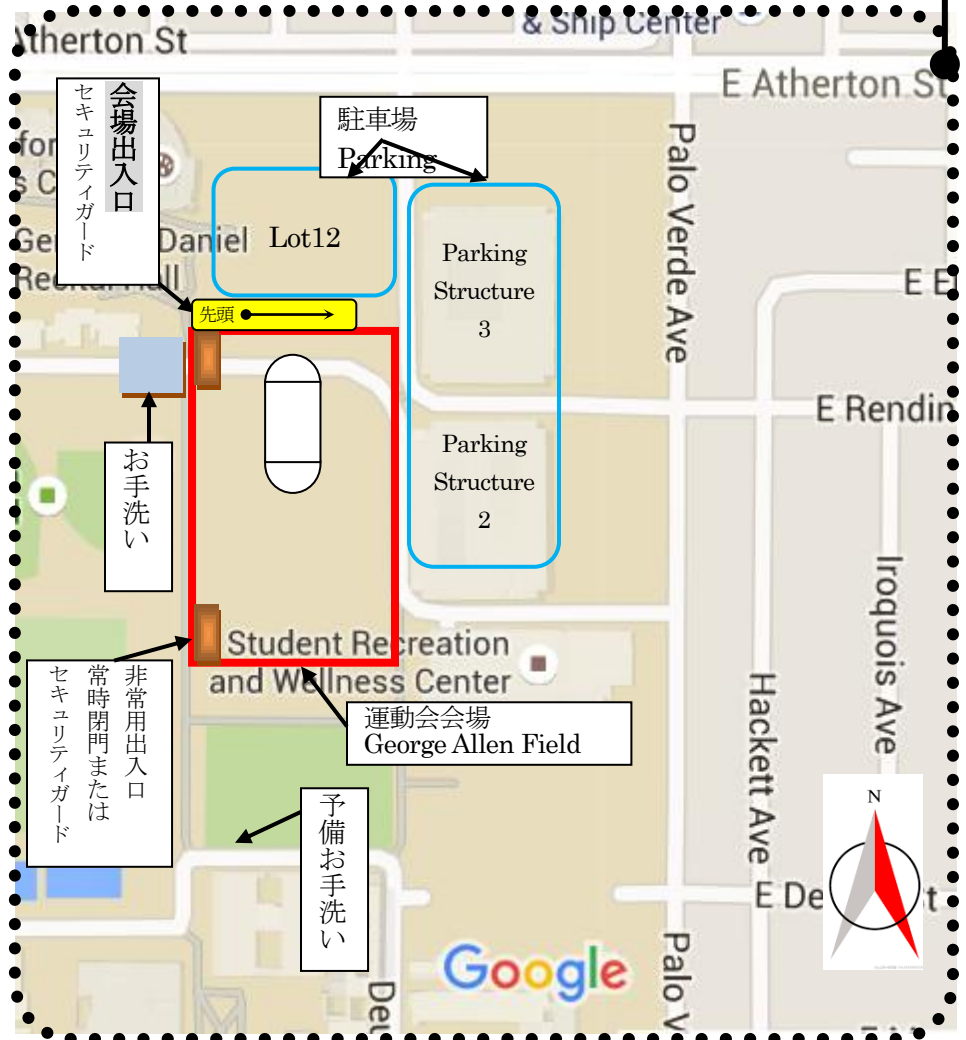 & Ship Center
Atherton St
E Atherton St
会場出入口
セキュリティガード
駐車場
Parking
Palo Verde Ave
Lot12
Daniel
Parking
Structure
3
先頭
Parking
Structure
2
お手洗い
Student Recreation
and Wellness Center
非常用出入口
常時閉門または
セキュリティガード
運動会会場
George Allen Field
予備お手洗い
Iroquois Ave
Hackett Ave
N
Google